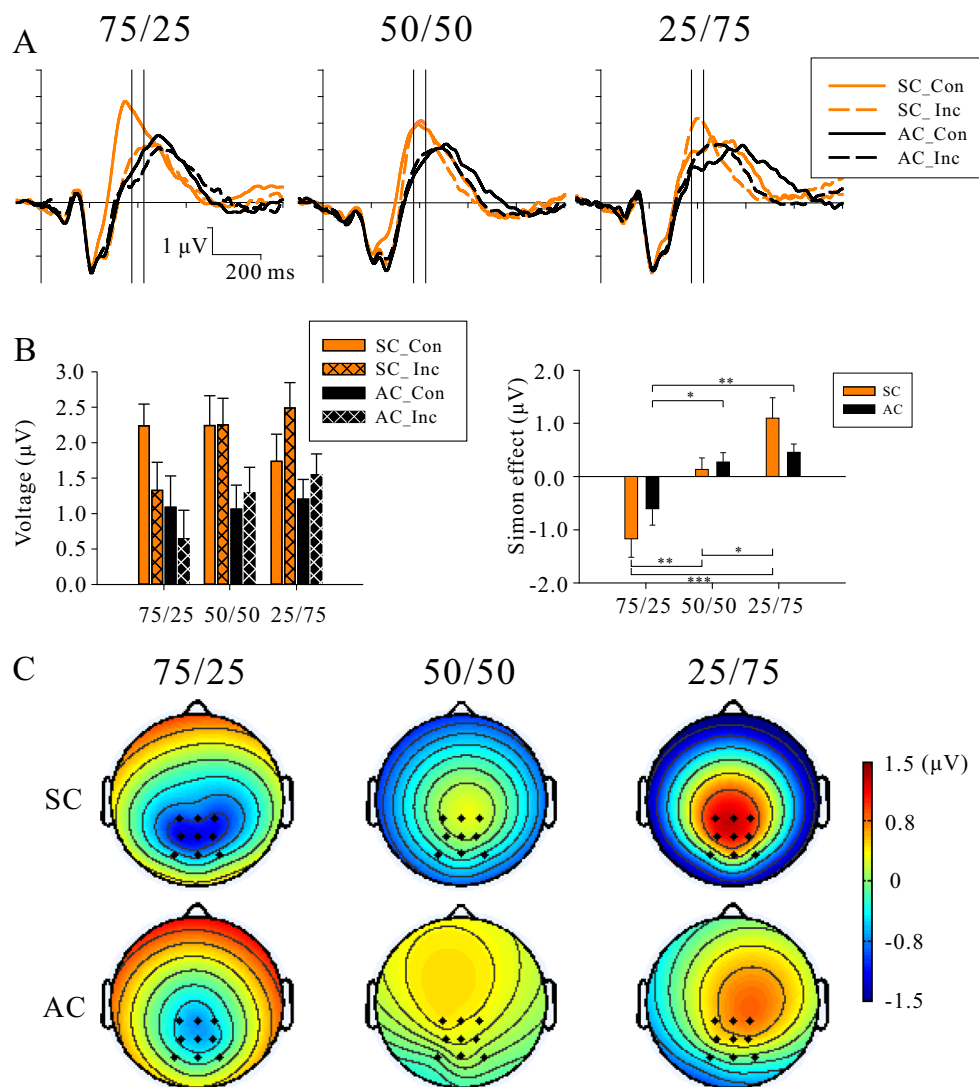 A
75/25 50/50 25/75
SC_Con
SC_Inc
AC_Con
AC_Inc
1 μV
200 ms
B
SC_Con
SC_Inc
AC_Con
AC_Inc
Voltage (μV)
3.0
2.5
2.0
1.5
1.0
0.5
0.0
75/25 50/50 25/75
Simon effect (μV)
2.0
1.0
0.0
-1.0
-2.0
**
*
SC
AC
** *
***
75/25 50/50 25/75
C
75/25 50/50 25/75
SC
AC
1.5 (μV)
0.8
0
-0.8
-1.5